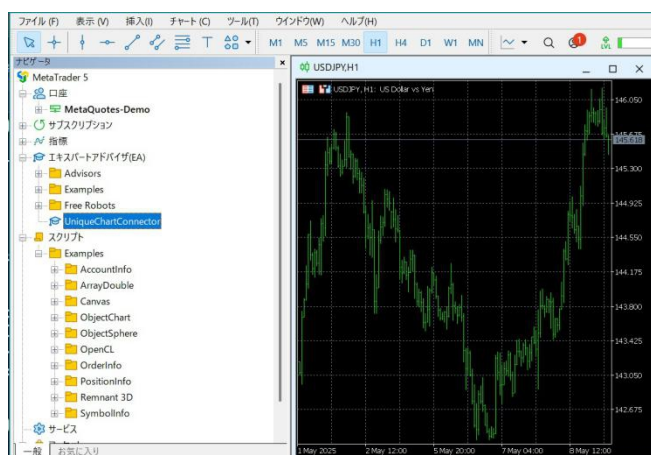 ファイル (F) 表示 (V) 挿入(I) チャート (C) ツール(T) ウインドウ(W) ヘルプ(H)
M1 M5 M15 M30 H1 H4 D1 W1 MN 1 LVL
ナビゲータ ×
MetaTrader 5
口座
MetaQuotes-Demo
サブスクリプション
指標
エキスパートアドバイザ(EA)
Advisors
Examples
Free Robots
UniqueChartConnector
スクリプト
Examples
AccountInfo
ArrayDouble
Canvas
ObjectChart
ObjectSphere
OpenCL
OrderInfo
PositionInfo
Remnant 3D
SymbolInfo
サービス
一般 お気に入り
USDJPY,H1
USDJPY, H1: US Dollar vs Yen
146.050
145.675
145.618
145.300
144.925
144.550
144.175
143.800
143.425
143.050
142.675
1 May 2025 2 May 12:00 5 May 20:00 7 May 04:00 8 May 12:00